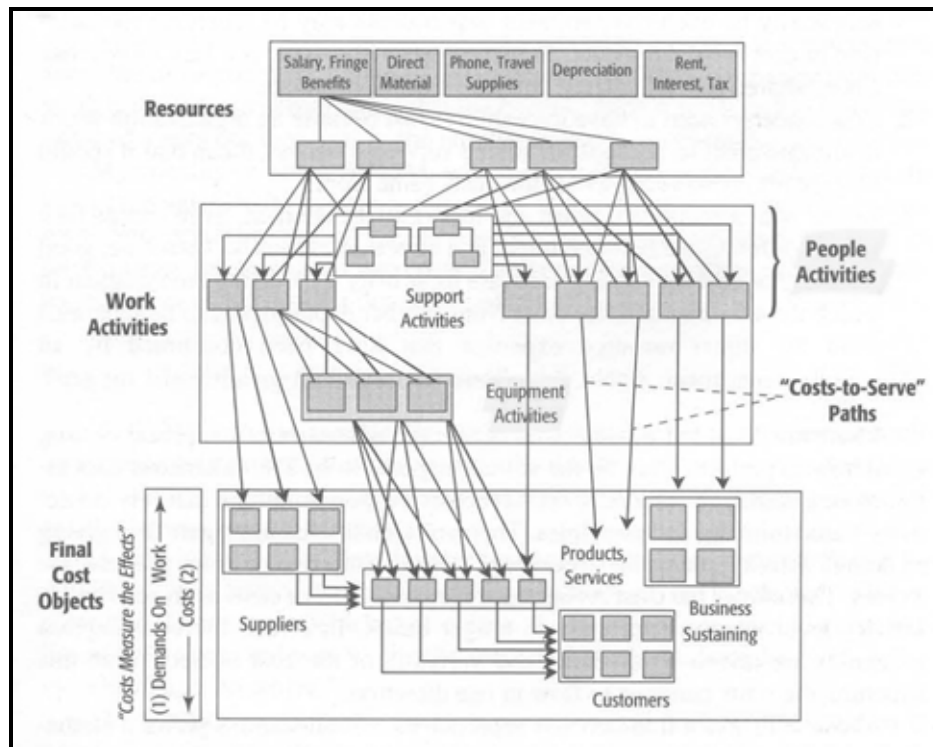 Salary, Fringe
Benefits
Direct
Material
Phone, Travel
Supplies
Depreciation
Rent,
Interest, Tax
Resources
People
Activities
Work
Activities
Support
Activities
Equipment
Activities
"Costs-to-Serve"
Paths
Final
Cost
Objects
"Costs Measure the Effects"
(1) Demands On Work
Costs (2)
Suppliers
Products,
Services
Business
Sustaining
Customers